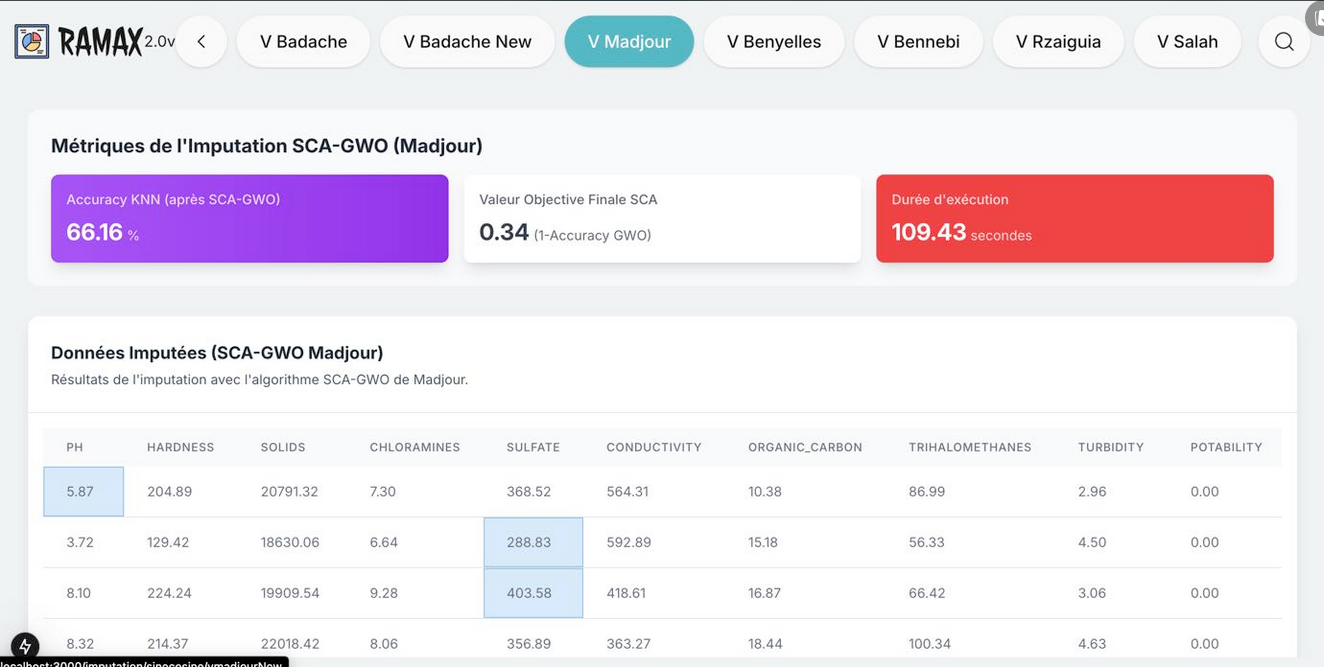 RAMAX 2.0v V Badache V Badache New V Madjour V Benyelles V Bennebi V Rzaiguia V Salah
Métriques de l'Imputation SCA-GWO (Madjour)
Accuracy KNN (après SCA-GWO) Valeur Objective Finale SCA Durée d'exécution
66.16 % 0.34 (1-Accuracy GWO) 109.43 secondes
Données Imputées (SCA-GWO Madjour)
Résultats de l'imputation avec l'algorithme SCA-GWO de Madjour.
PH HARDNESS SOLIDS CHLORAMINES SULFATE CONDUCTIVITY ORGANIC_CARBON TRIHALOMETHANES TURBIDITY POTABILITY
5.87 204.89 20791.32 7.30 368.52 564.31 10.38 86.99 2.96 0.00
3.72 129.42 18630.06 6.64 288.83 592.89 15.18 56.33 4.50 0.00
8.10 224.24 19909.54 9.28 403.58 418.61 16.87 66.42 3.06 0.00
8.32 214.37 22018.42 8.06 356.89 363.27 18.44 100.34 4.63 0.00
localhost:3000/imputation/sinecosine/vmadjourNew